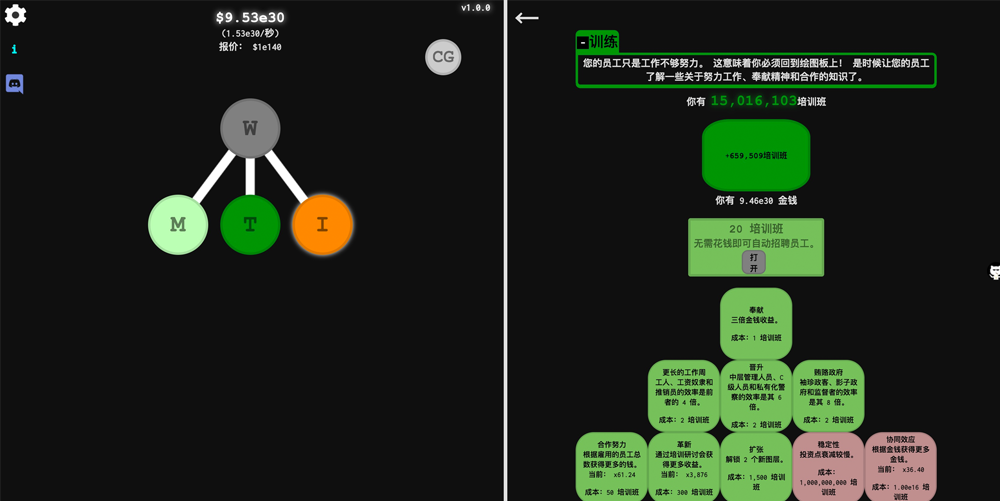 $9.53e30
(1.53e30/秒)
报价: $1e140
v1.0.0
i
CG
W
M
T
I
-训练
您的员工只是工作不够努力。 这意味着你必须回到绘图板上! 是时候让您的员工
了解一些关于努力工作、奉献精神和合作的知识了。
你有 15,016,103培训班
+659,509培训班
你有 9.46e30 金钱
20 培训班
无需花钱即可自动招聘员工。
打
开
奉献
三倍金钱收益。
成本: 1 培训班
更长的工作周
工人、工资奴隶和
推销员的效率是前
者的 4 倍。
成本: 2 培训班
晋升
中层管理人员、C
级人员和私有化警
察的效率是其 6
倍。
成本: 2 培训班
贿赂政府
袖珍政客、影子政
府和监督者的效率
是其 8 倍。
成本: 2 培训班
合作努力
根据雇用的员工总
数获得更多的钱。
当前: x61.24
成本: 50 培训班
革新
通过培训研讨会获
得更多收益。
当前: x3,876
成本: 300 培训班
扩张
解锁 2 个新图层。
成本: 1,500 培训
班
稳定性
投资点衰减较慢。
成本:
1,000,000,000 培
训班
协同效应
根据金钱获得更多
金钱。
当前: x36.40
成本: 1.00e16 培
训班